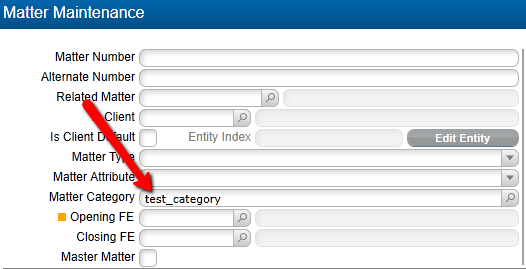 Matter Maintenance
Matter Number
Alternate Number
Related Matter
Client
Is Client Default Entity Index Edit Entity
Matter Type
Matter Attribute
Matter Category test_category
Opening FE
Closing FE
Master Matter